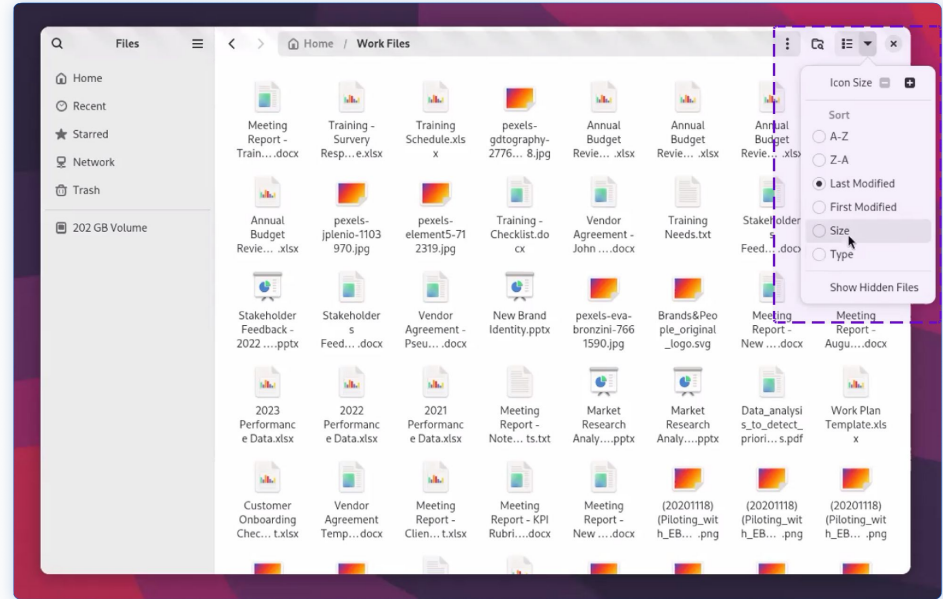 Files
Home / Work Files
Home
Recent
Starred
Network
Trash
202 GB Volume
Icon Size
Sort
A-Z
Z-A
Last Modified
First Modified
Size
Type
Show Hidden Files
Meeting
Report -
Train....docx
Training -
Survery
Resp...e.xlsx
Training
Schedule.xls
x
pexels-
gdtography-
2776... 8.jpg
Annual
Budget
Revie... .xlsx
Annual
Budget
Revie... .xlsx
Annual
Budget
Revie... .xlsx
Annual
Budget
Revie... .xlsx
pexels-
jplenio-1103
970.jpg
pexels-
element5-71
2319.jpg
Training -
Checklist.do
cx
Vendor
Agreement -
John ....docx
Training
Needs.txt
Stakeholder
s
Feed... .docx
Stakeholder
Feedback -
2022 ....pptx
Stakeholder
s
Feed... .docx
Vendor
Agreement -
Pseu... .docx
New Brand
Identity.pptx
pexels-eva-
bronzini-766
1590.jpg
Brands&Peo
ple_original
_logo.svg
Meeting
Report -
New ....docx
Meeting
Report -
Augu....docx
2023
Performanc
e Data.xlsx
2022
Performanc
e Data.xlsx
2021
Performanc
e Data.xlsx
Meeting
Report -
Note... ts.txt
Market
Research
Analy....pptx
Market
Research
Analy....pptx
Data_analysi
s_to_detect_
priori... s.pdf
Work Plan
Template.xls
x
Customer
Onboarding
Chec... t.xlsx
Vendor
Agreement
Temp...docx
Meeting
Report -
Clien... t.xlsx
Meeting
Report - KPI
Rubri....docx
Meeting
Report -
New ....docx
(20201118)
(Piloting_wit
h_EB... .png
(20201118)
(Piloting_wit
h_EB... .png
(20201118)
(Piloting_wit
h_EB... .png